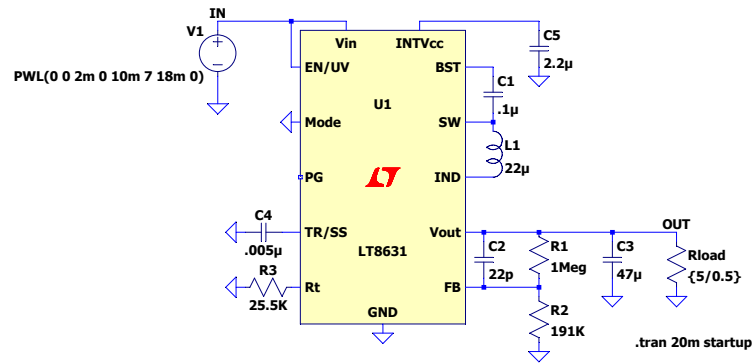 IN
V1
PWL(0 0 2m 0 10m 7 18m 0)
Vin
INTVcc
EN/UV
BST
U1
Mode
SW
PG
IND
TR/SS
Vout
LT8631
Rt
FB
GND
C5
2.2µ
C1
.1µ
L1
22µ
C4
.005µ
R3
25.5K
C2
22p
R1
1Meg
C3
47µ
OUT
Rload
{5/0.5}
R2
191K
.tran 20m startup